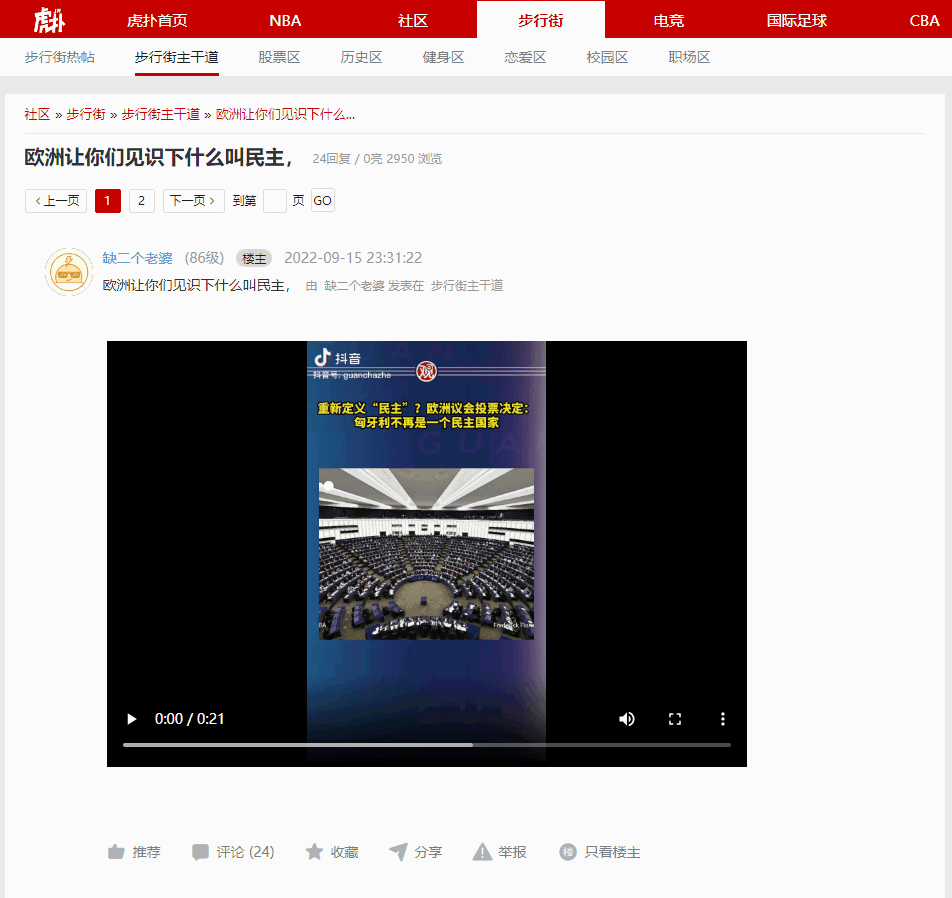 虎扑 虎扑首页 NBA 社区 步行街 电竞 国际足球 CBA
步行街热帖 步行街主干道 股票区 历史区 健身区 恋爱区 校园区 职场区
社区 » 步行街 » 步行街主干道 » 欧洲让你们见识下什么...
欧洲让你们见识下什么叫民主， 24回复 / 0亮 2950 浏览
上一页 1 2 下一页 到第 页 GO
缺二个老婆 (86级) 楼主 2022-09-15 23:31:22
欧洲让你们见识下什么叫民主， 由 缺二个老婆 发表在 步行街主干道
抖音
抖音号: guanchazhe
观
重新定义“民主”？欧洲议会投票决定：
匈牙利不再是一个民主国家
GUA
0:00 / 0:21
推荐 评论 (24) 收藏 分享 举报 楼 只看楼主